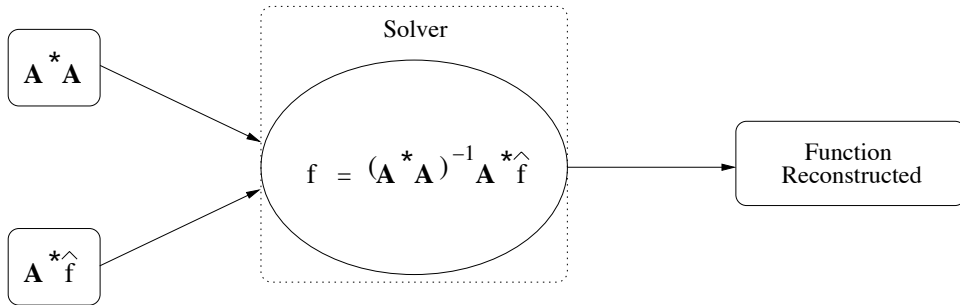 Solver
A*A
f = (A*A)⁻¹A*f̂
Function
Reconstructed
A*f̂